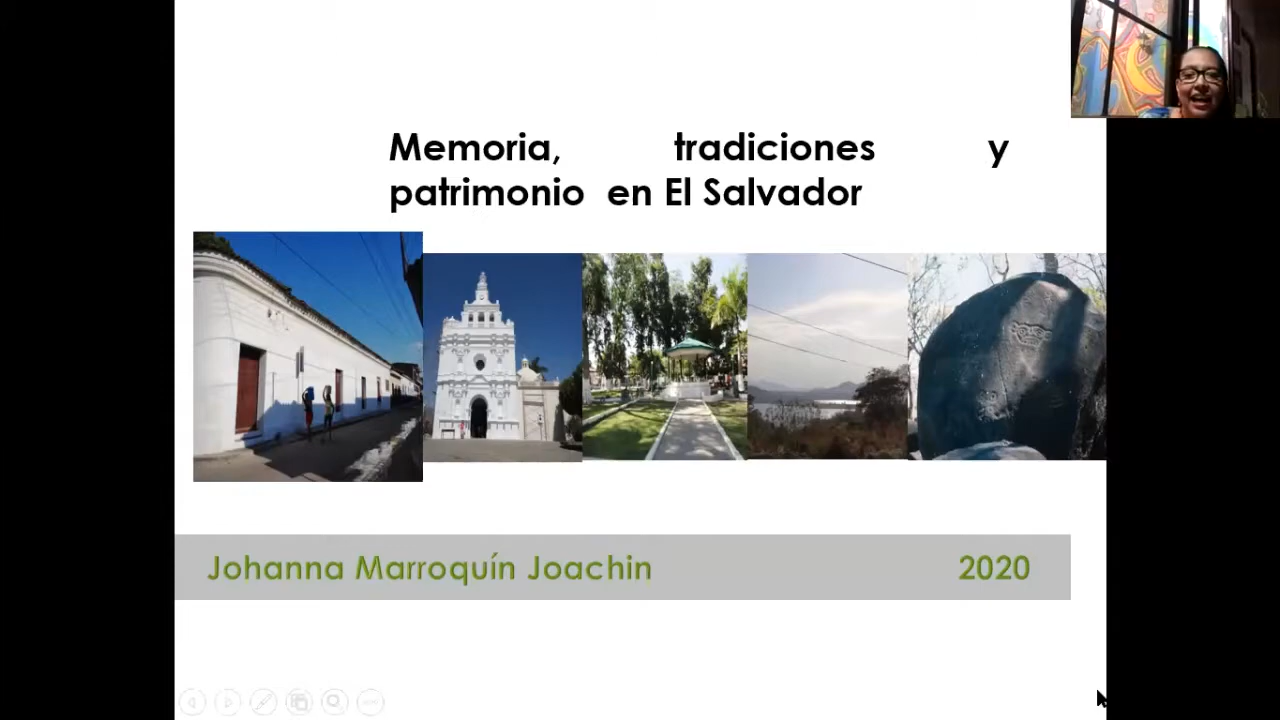 Memoria, tradiciones y
patrimonio en El Salvador
Johanna Marroquín Joachin 2020